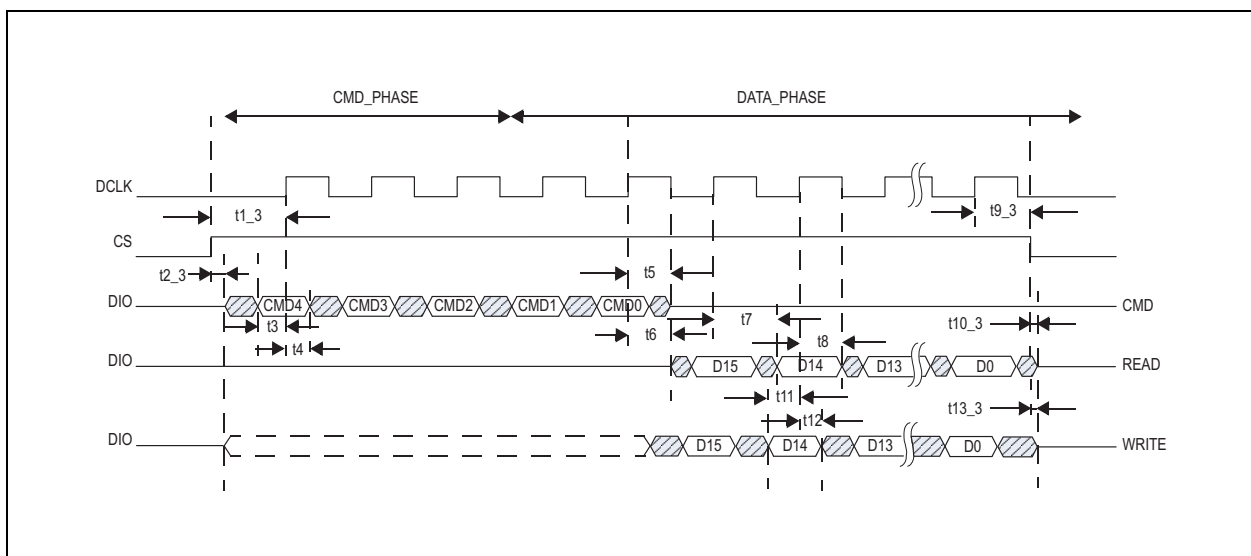 CMD_PHASE DATA_PHASE
DCLK
t1_3 t9_3
CS
t2_3 t5
DIO CMD4 CMD3 CMD2 CMD1 CMD0 CMD
t3 t6 t7 t10_3
t4 t8
DIO D15 D14 D13 D0 READ
t11
t12 t13_3
DIO D15 D14 D13 D0 WRITE